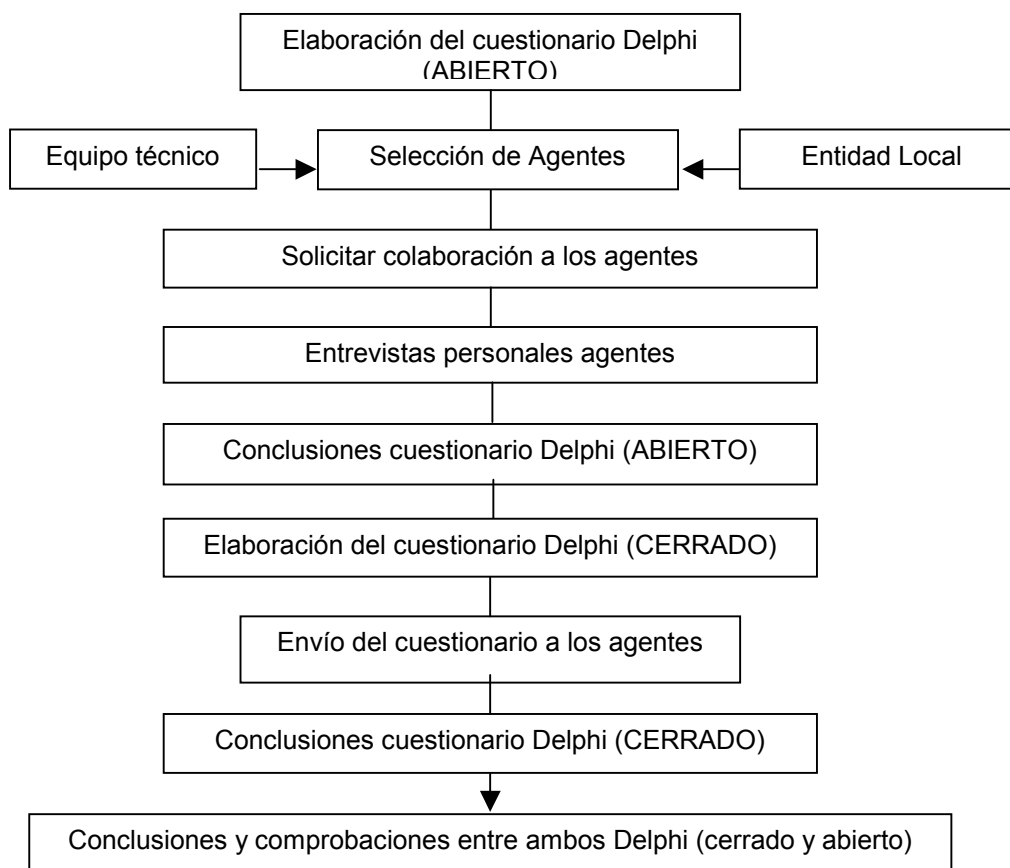 Elaboración del cuestionario Delphi
(ABIERTO)
Equipo técnico
Selección de Agentes
Entidad Local
Solicitar colaboración a los agentes
Entrevistas personales agentes
Conclusiones cuestionario Delphi (ABIERTO)
Elaboración del cuestionario Delphi (CERRADO)
Envío del cuestionario a los agentes
Conclusiones cuestionario Delphi (CERRADO)
Conclusiones y comprobaciones entre ambos Delphi (cerrado y abierto)